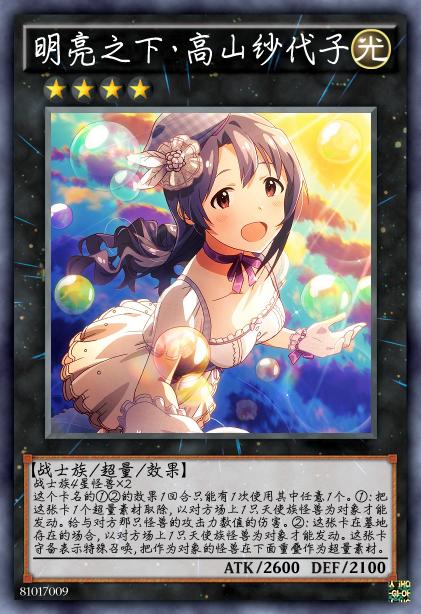 明亮之下·高山纱代子 光
【战士族/超量/效果】
战士族4星怪兽×2
这个卡名的①②的效果1回合只能有1次使用其中任意1个。①:把
这张卡1个超量素材取除,以对方场上1只天使族怪兽为对象才能
发动。给与对方那只怪兽的攻击力数值的伤害。②:这张卡在墓地
存在的场合,以对方场上1只天使族怪兽为对象才能发动。这张卡
守备表示特殊召唤,把作为对象的怪兽在下面重叠作为超量素材。
ATK/2600 DEF/2100
81017009